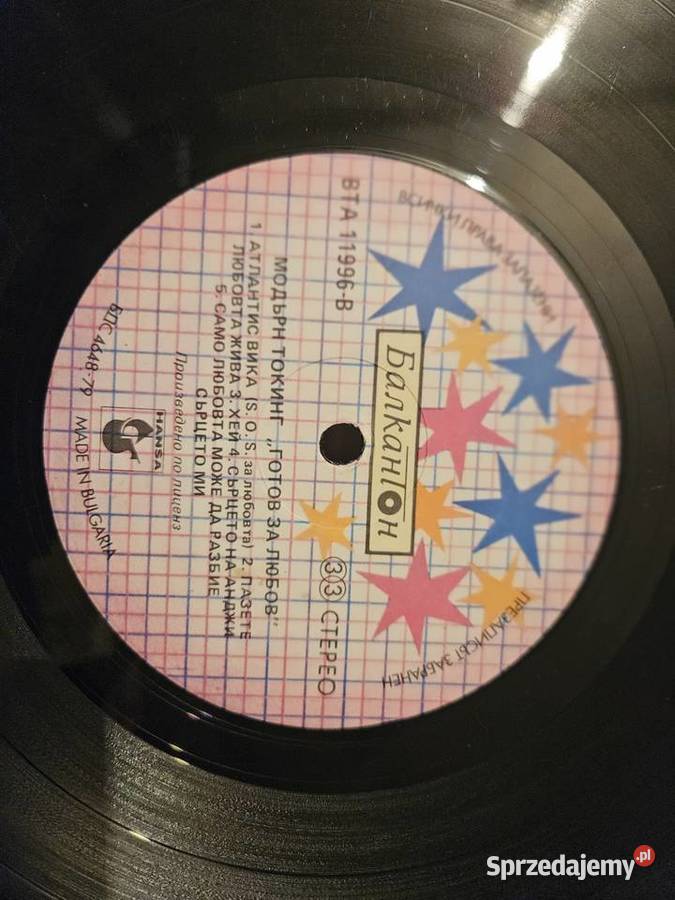 ВСИЧКИ ПРАВА ЗАПАЗЕНИ
ПРЕЗАПИСЪТ ЗАБРАНЕН
Балкантон
ВТА 11996-В
33 СТЕРЕО
МОДЪРН ТОКИНГ „ГОТОВ ЗА ЛЮБОВ"
1. АТЛАНТИС ВИКА (S. O. S. за любовта) 2. ПАЗЕТЕ
ЛЮБОВТА ЖИВА 3. ХЕЙ 4. СЪРЦЕТО НА АНДЖИ
5. САМО ЛЮБОВТА МОЖЕ ДА РАЗБИЕ
СЪРЦЕТО МИ
Произведено по лиценз
HANSA
БДС 4648-79 MADE IN BULGARIA
Sprzedajemy.pl